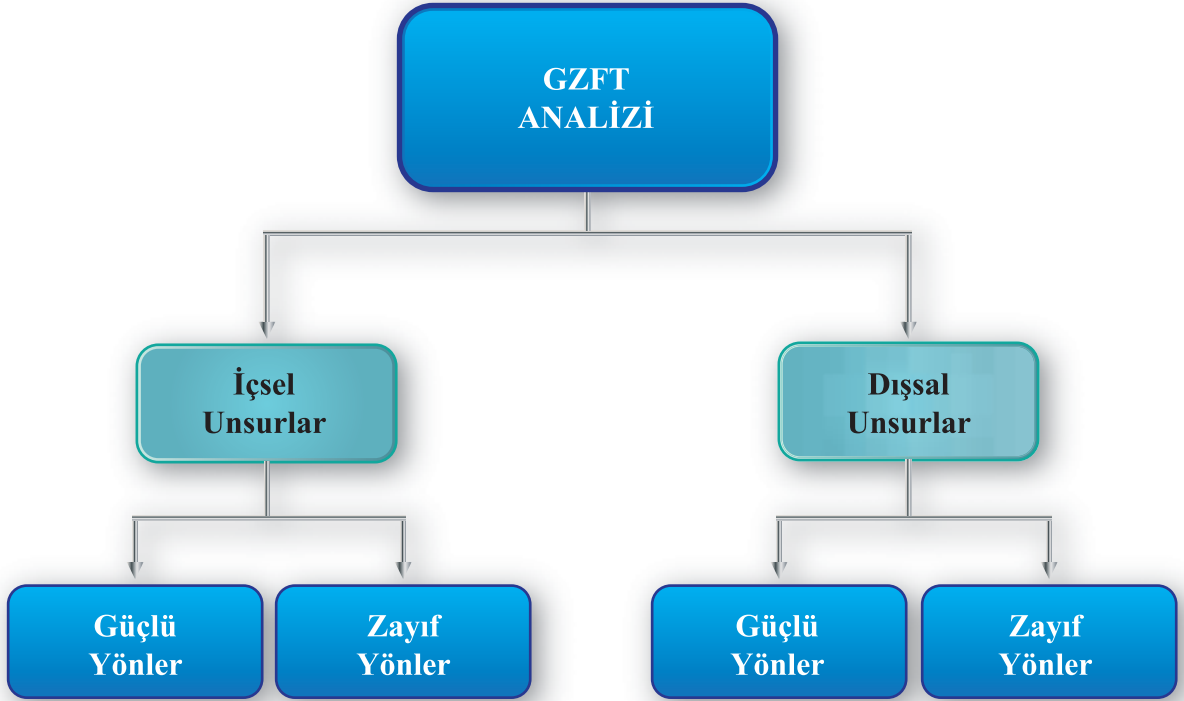 GZFT
ANALİZİ
İçsel
Unsurlar
Dışsal
Unsurlar
Güçlü
Yönler
Zayıf
Yönler
Güçlü
Yönler
Zayıf
Yönler